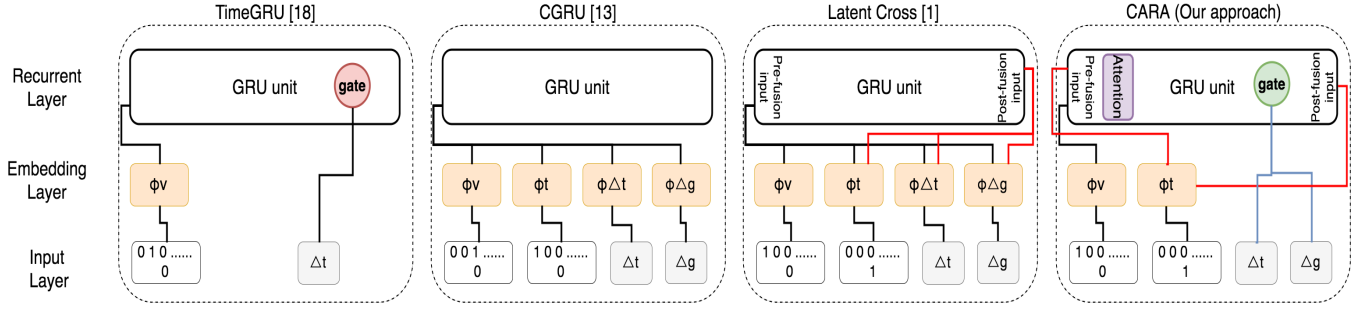 TimeGRU [18]
CGRU [13]
Latent Cross [1]
CARA (Our approach)
Recurrent
Layer
GRU unit
gate
GRU unit
Pre-fusion
input
GRU unit
Post-fusion
input
Pre-fusion
input
Attention
GRU unit
gate
Post-fusion
input
Embedding
Layer
ϕv
ϕv
ϕt
ϕΔt
ϕΔg
ϕv
ϕt
ϕΔt
ϕΔg
ϕv
ϕt
Input
Layer
0 1 0 ......
0
Δt
0 0 1 ......
0
1 0 0 ......
0
Δt
Δg
1 0 0 ......
0
0 0 0 ......
1
Δt
Δg
1 0 0 ......
0
0 0 0 ......
1
Δt
Δg